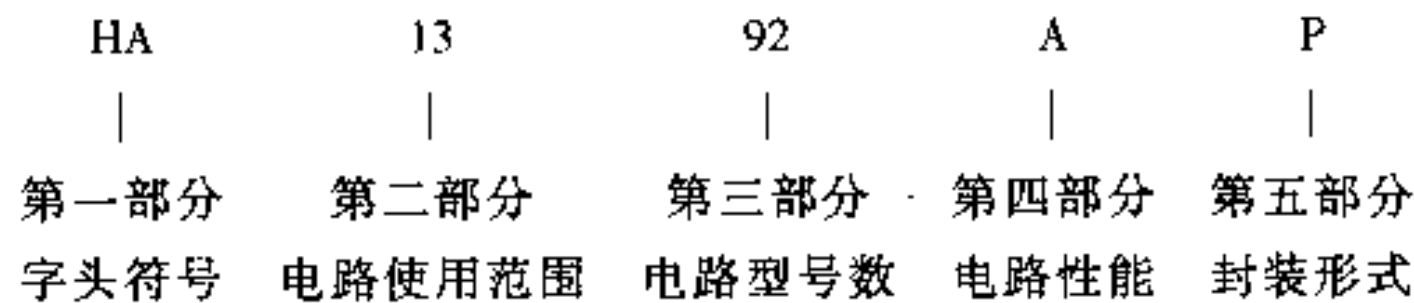 HA 13 92 A P
第一部分 第二部分 第三部分 第四部分 第五部分
字头符号 电路使用范围 电路型号数 电路性能 封装形式